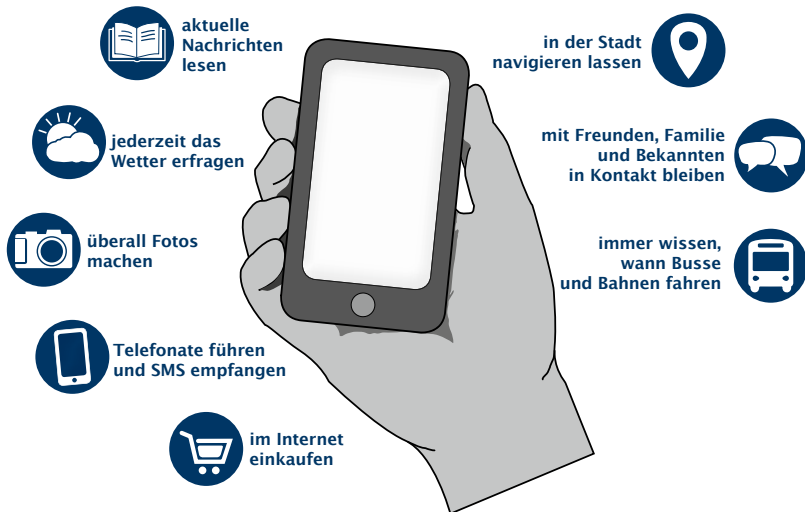 aktuelle
Nachrichten
lesen
jederzeit das
Wetter erfragen
überall Fotos
machen
Telefonate führen
und SMS empfangen
im Internet
einkaufen
in der Stadt
navigieren lassen
mit Freunden, Familie
und Bekannten
in Kontakt bleiben
immer wissen,
wann Busse
und Bahnen fahren